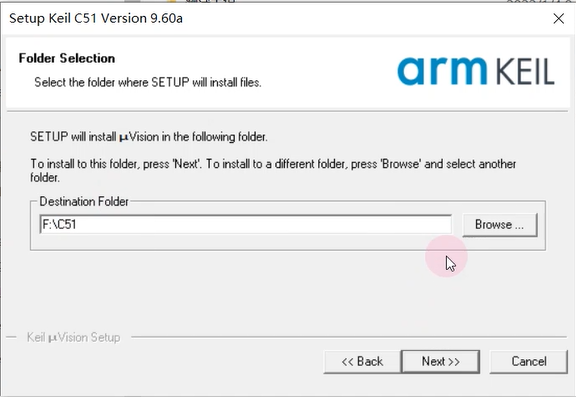 Setup Keil C51 Version 9.60a
Folder Selection
Select the folder where SETUP will install files.
arm KEIL
SETUP will install µVision in the following folder.
To install to this folder, press 'Next'. To install to a different folder, press 'Browse' and select another
folder.
Destination Folder
F:\C51
Browse ...
Keil µVision Setup
<< Back
Next >>
Cancel